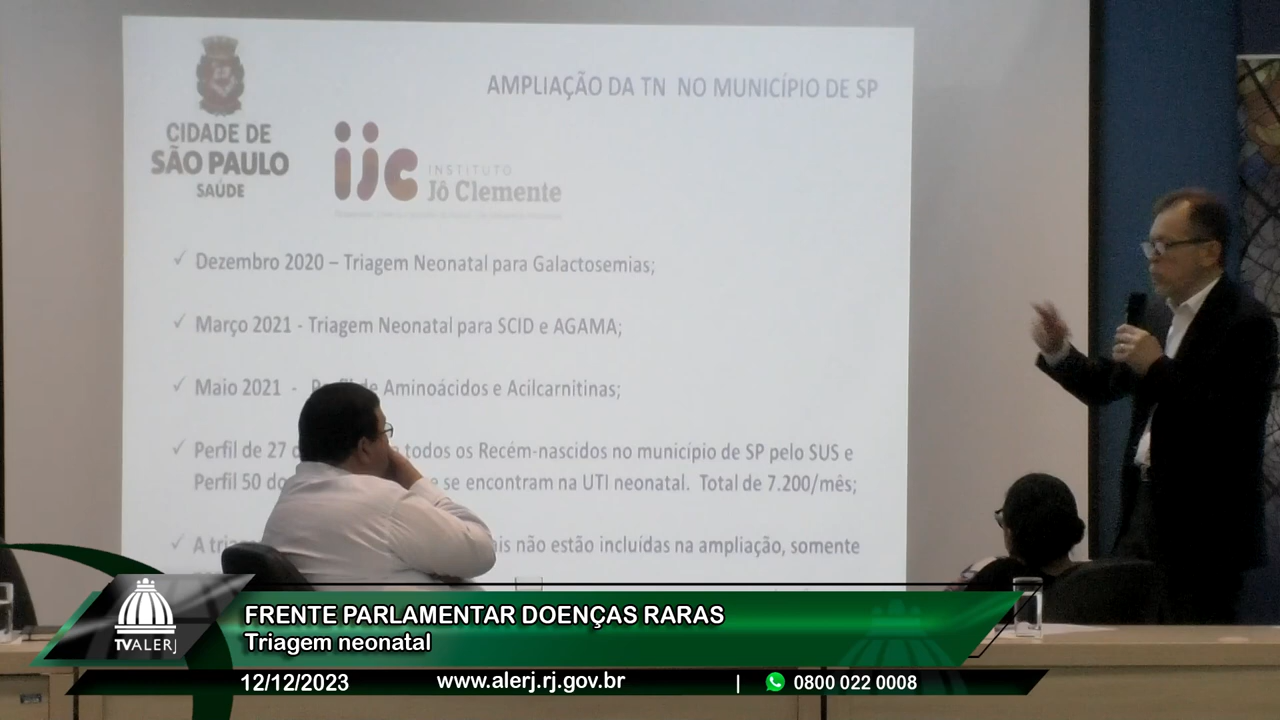 CIDADE DE
SÃO PAULO
SAÚDE
ijc
INSTITUTO
Jô Clemente
AMPLIAÇÃO DA TN NO MUNICÍPIO DE SP
✓ Dezembro 2020 – Triagem Neonatal para Galactosemias;
✓ Março 2021 - Triagem Neonatal para SCID e AGAMA;
✓ Maio 2021 - Perfil de Aminoácidos e Acilcarnitinas;
✓ Perfil de 27 todos os Recém-nascidos no município de SP pelo SUS e
Perfil 50 se encontram na UTI neonatal. Total de 7.200/mês;
✓ A não estão incluídas na ampliação, somente
FRENTE PARLAMENTAR DOENÇAS RARAS
Triagem neonatal
TVALERJ
12/12/2023 www.alerj.rj.gov.br | 0800 022 0008